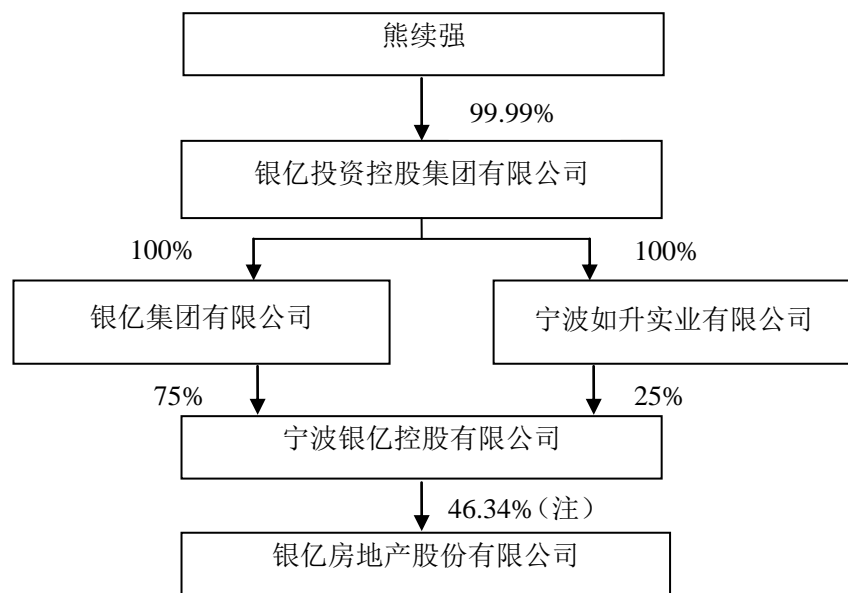 熊续强
99.99%
银亿投资控股集团有限公司
100%
100%
银亿集团有限公司
宁波如升实业有限公司
75%
25%
宁波银亿控股有限公司
46.34%（注）
银亿房地产股份有限公司